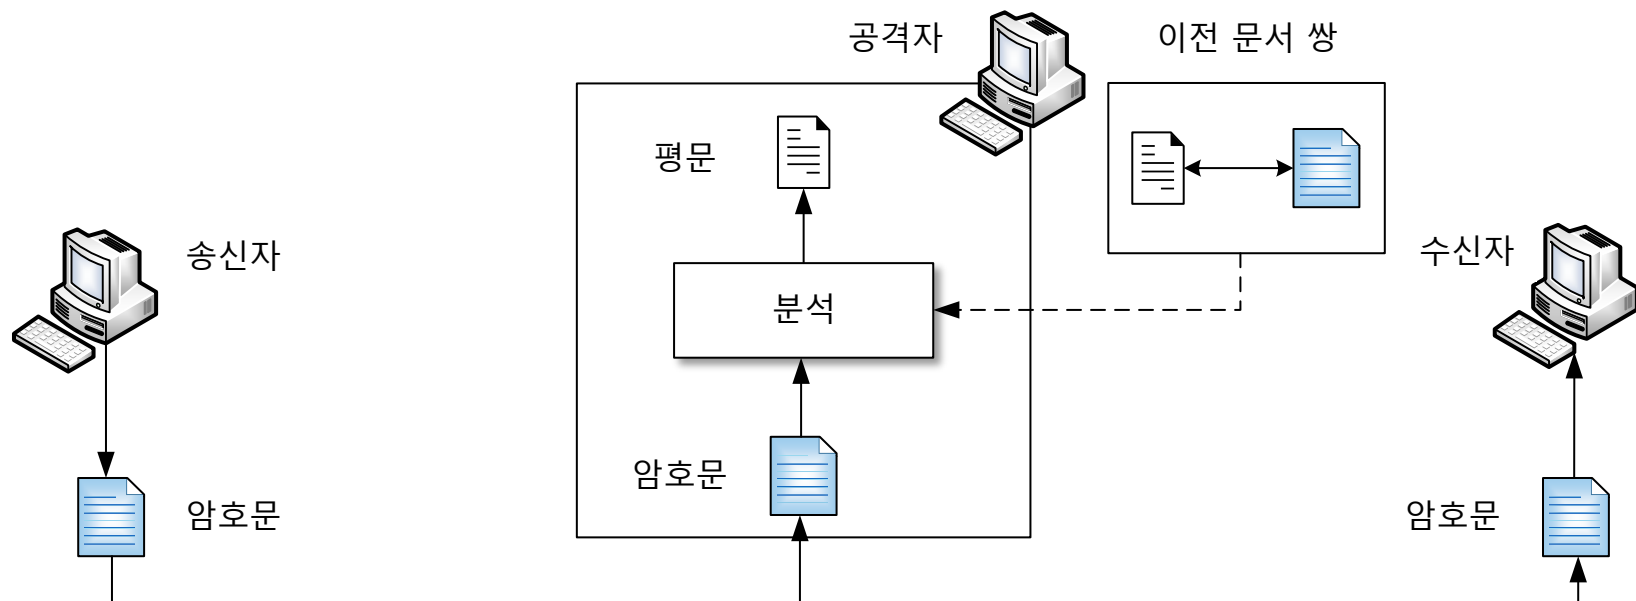 공격자
이전 문서 쌍
평문
송신자
수신자
분석
암호문
암호문
암호문